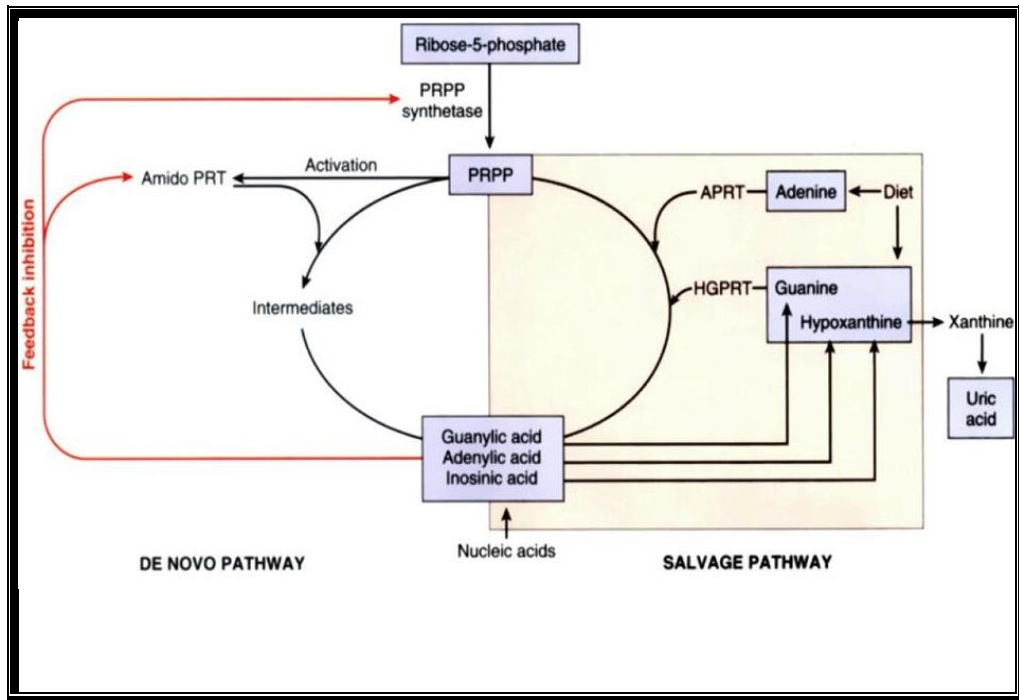 Ribose-5-phosphate
PRPP
synthetase
Activation
Amido PRT
PRPP
APRT
Adenine
Diet
Feedback inhibition
Intermediates
HGPRT
Guanine
Hypoxanthine
Xanthine
Uric
acid
Guanylic acid
Adenylic acid
Inosinic acid
Nucleic acids
DE NOVO PATHWAY
SALVAGE PATHWAY